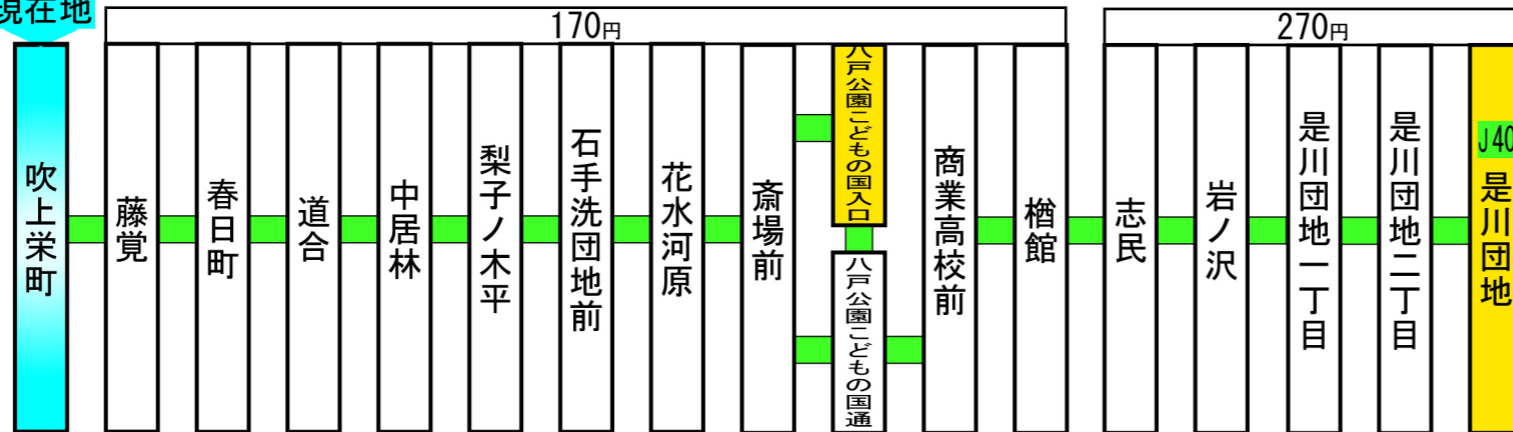 現在地
170円
270円
吹上栄町
藤覚
春日町
道合
中居林
梨子ノ木平
石手洗団地前
花水河原
斎場前
八戸公園こどもの国入口
八戸公園こどもの国通
商業高校前
楢館
志民
岩ノ沢
是川団地一丁目
是川団地二丁目
J40
是川団地